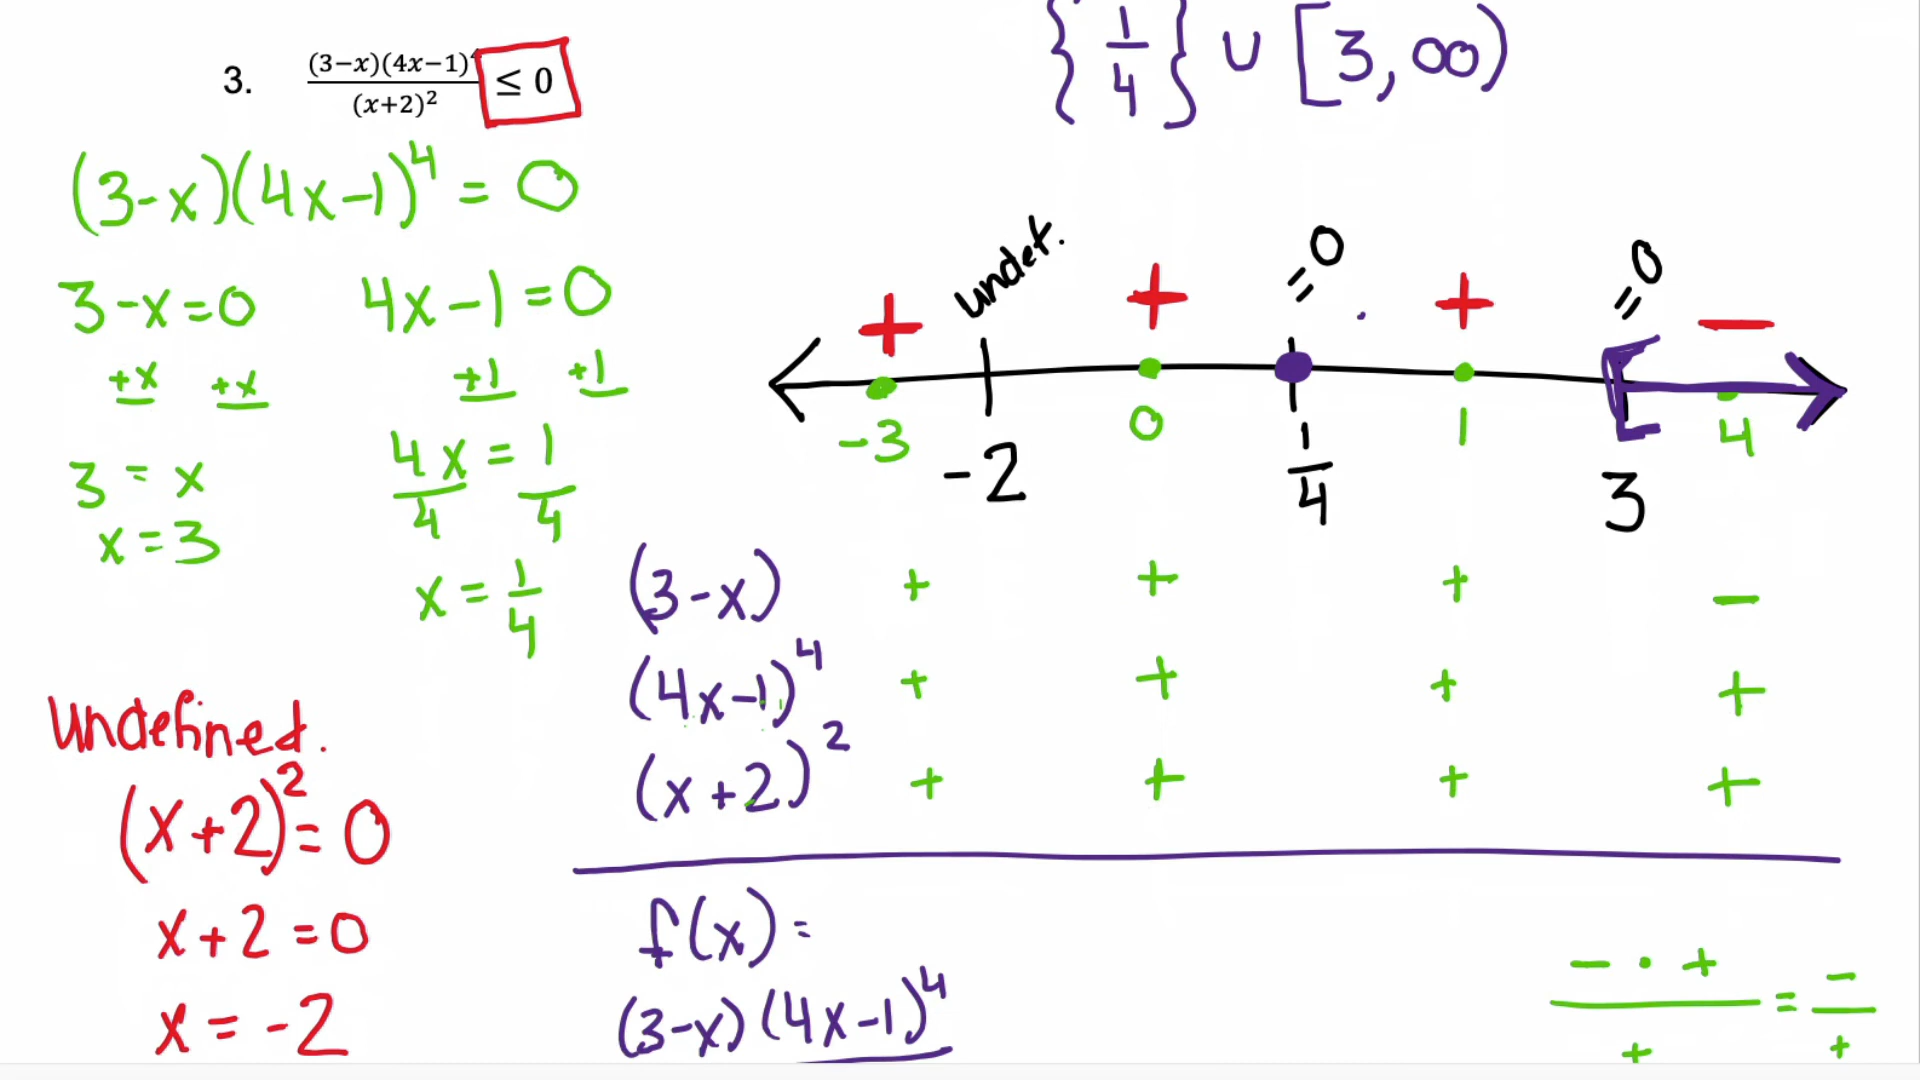 {1/4} ∪ [3, ∞)
3. (3−x)(4x−1)⁴/(x+2)² ≤ 0
(3-x)(4x-1)⁴ = 0
3-x=0 4x-1=0
+x +x +1 +1
3 = x 4x/4 = 1/4
x=3 x = 1/4
+ undef. + =0 + =0 −
-3 -2 0 1/4 1 3 4
(3-x) + + + −
(4x-1)⁴ + + + +
(x+2)² + + + +
undefined.
(x+2)²=0
x+2=0
x = -2
f(x)=
(3-x)(4x-1)⁴
− · + / + = − / +